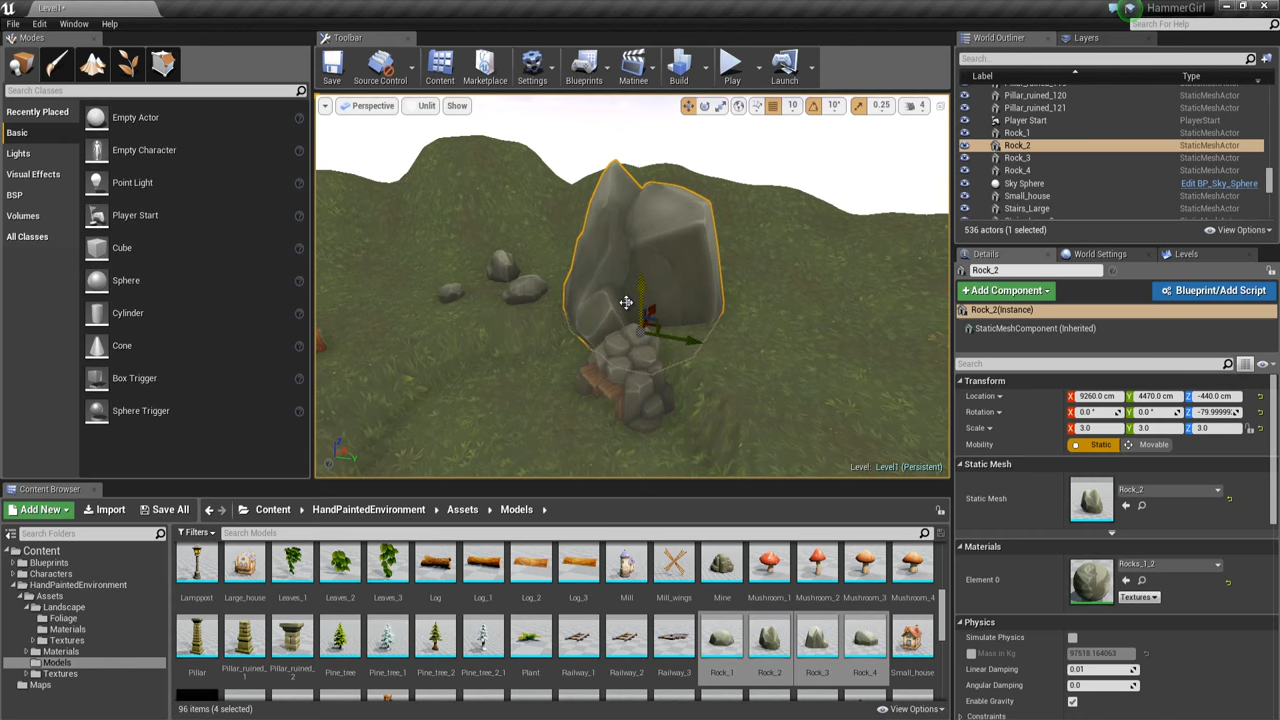 Level1*
HammerGirl
File Edit Window Help
Search For Help
Modes
Toolbar
World Outliner
Layers
Save
Source Control
Content
Marketplace
Settings
Blueprints
Matinee
Build
Play
Launch
Search Classes
Search...
Label
Type
Recently Placed
Basic
Lights
Visual Effects
BSP
Volumes
All Classes
Empty Actor
Empty Character
Point Light
Player Start
Cube
Sphere
Cylinder
Cone
Box Trigger
Sphere Trigger
Perspective
Unlit
Show
10
10°
0.25
4
Level: Level1 (Persistent)
Pillar_ruined_120 StaticMeshActor
Pillar_ruined_121 StaticMeshActor
Player Start PlayerStart
Rock_1 StaticMeshActor
Rock_2 StaticMeshActor
Rock_3 StaticMeshActor
Rock_4 StaticMeshActor
Sky Sphere Edit BP_Sky_Sphere
Small_house StaticMeshActor
Stairs_Large StaticMeshActor
536 actors (1 selected)
View Options
Details
World Settings
Levels
Rock_2
+Add Component
Blueprint/Add Script
Rock_2(Instance)
StaticMeshComponent (Inherited)
Search
Transform
Location X 9260.0 cm Y 4470.0 cm Z -440.0 cm
Rotation X 0.0 ° Y 0.0 ° Z -79.99999
Scale X 3.0 Y 3.0 Z 3.0
Mobility Static Movable
Static Mesh
Static Mesh
Rock_2
Materials
Element 0
Rocks_1_2
Textures
Physics
Simulate Physics
Mass in Kg 97518.164063
Linear Damping 0.01
Angular Damping 0.0
Enable Gravity
Constraints
Content Browser
Add New
Import
Save All
Content
HandPaintedEnvironment
Assets
Models
Search Folders
Filters
Search Models
Content
Blueprints
Characters
HandPaintedEnvironment
Assets
Landscape
Foliage
Materials
Textures
Materials
Models
Textures
Maps
Lamppost
Large_house
Leaves_1
Leaves_2
Leaves_3
Log
Log_1
Log_2
Log_3
Mill
Mill_wings
Mine
Mushroom_1
Mushroom_2
Mushroom_3
Mushroom_4
Pillar
Pillar_ruined_1
Pillar_ruined_2
Pine_tree
Pine_tree_2
Pine_tree_2
Pine_tree_2_1
Plant
Railway_1
Railway_2
Railway_3
Rock_1
Rock_2
Rock_3
Rock_4
Small_house
96 items (4 selected)
View Options